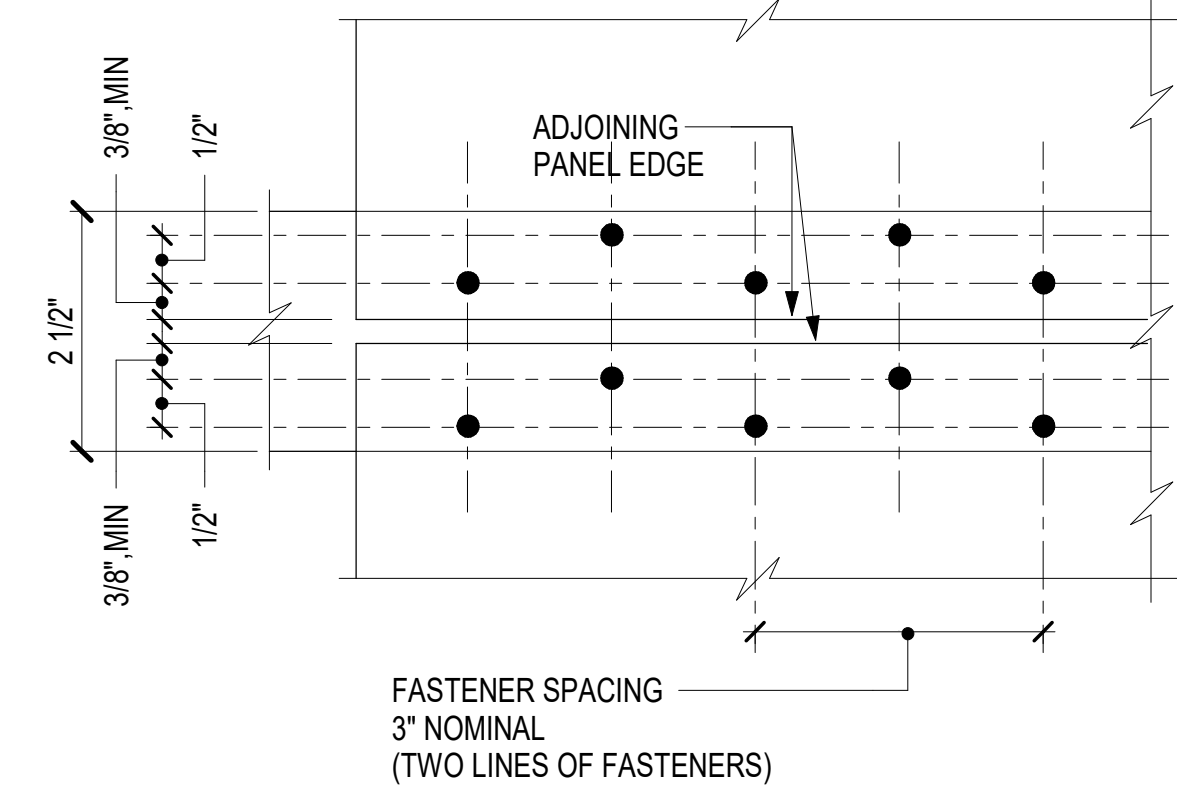 3/8",MIN
1/2"
ADJOINING
PANEL EDGE
2 1/2"
3/8",MIN
1/2"
FASTENER SPACING
3" NOMINAL
(TWO LINES OF FASTENERS)